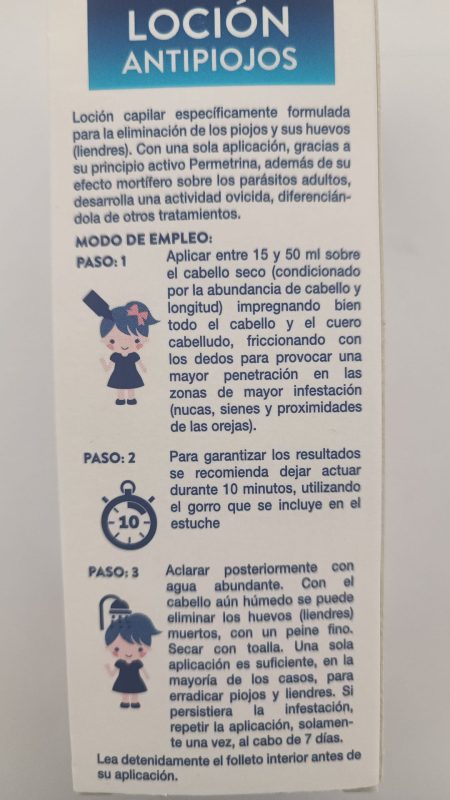 LOCIÓN
ANTIPIOJOS
Loción capilar específicamente formulada
para la eliminación de los piojos y sus huevos
(liendres). Con una sola aplicación, gracias a
su principio activo Permetrina, además de su
efecto mortífero sobre los parásitos adultos,
desarrolla una actividad ovicida, diferencián-
dola de otros tratamientos.
MODO DE EMPLEO:
PASO: 1
Aplicar entre 15 y 50 ml sobre
el cabello seco (condicionado
por la abundancia de cabello y
longitud) impregnando bien
todo el cabello y el cuero
cabelludo, friccionando con
los dedos para provocar una
mayor penetración en las
zonas de mayor infestación
(nucas, sienes y proximidades
de las orejas).
PASO: 2
Para garantizar los resultados
se recomienda dejar actuar
durante 10 minutos, utilizando
el gorro que se incluye en el
estuche
10
PASO: 3
Aclarar posteriormente con
agua abundante. Con el
cabello aún húmedo se puede
eliminar los huevos (liendres)
muertos, con un peine fino.
Secar con toalla. Una sola
aplicación es suficiente, en la
mayoría de los casos, para
erradicar piojos y liendres. Si
persistiera la infestación,
repetir la aplicación, solamen-
te una vez, al cabo de 7 días.
Lea detenidamente el folleto interior antes de
su aplicación.